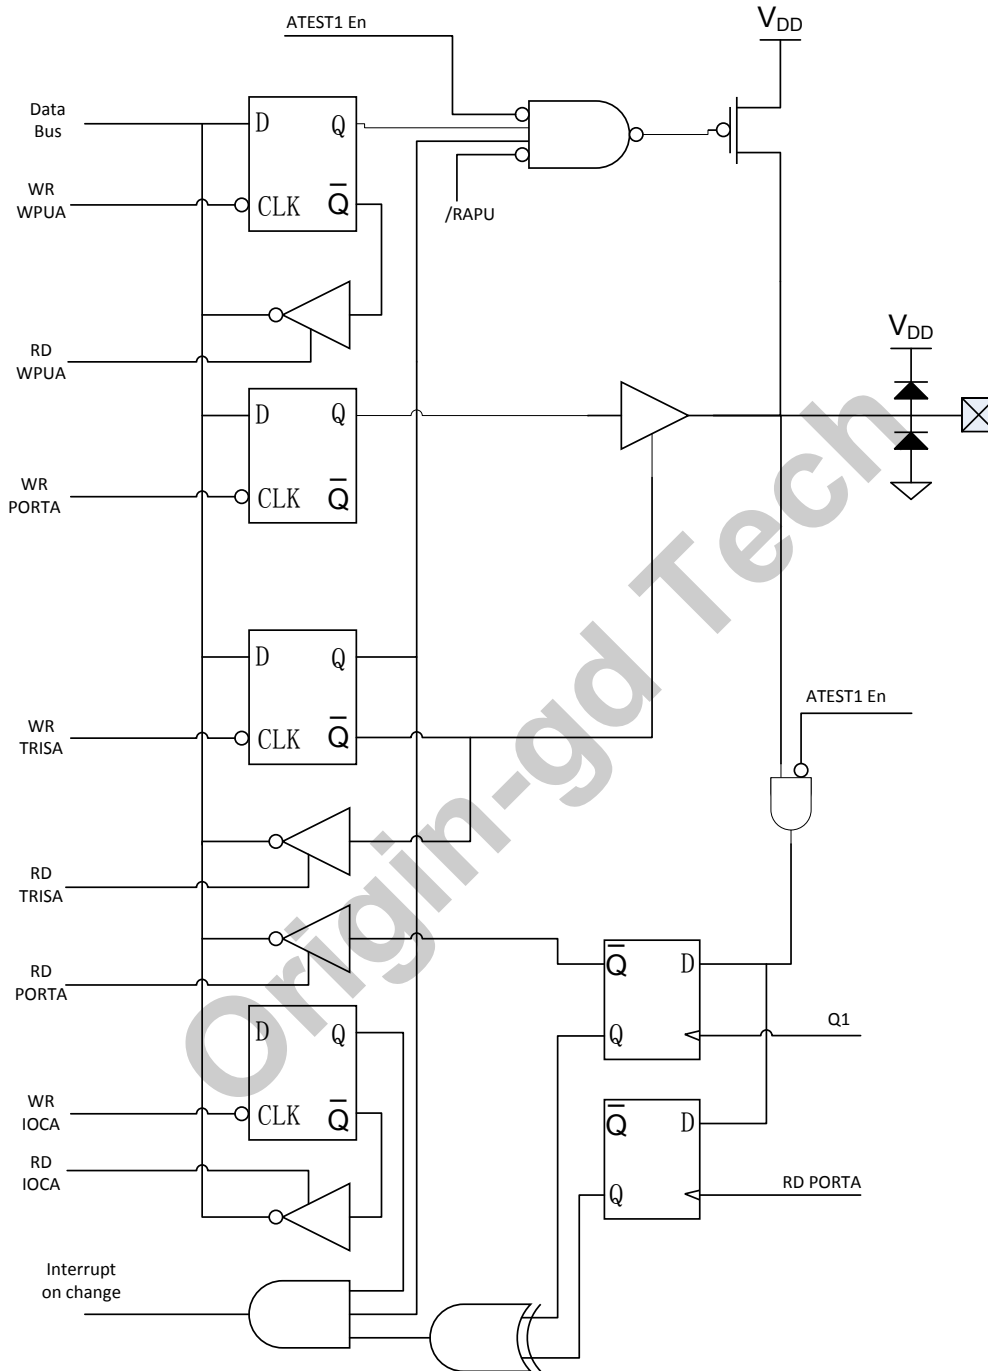 ATEST1 En
VDD
Data
Bus
D
Q
WR
WPUA
CLK
Q
/RAPU
RD
WPUA
VDD
D
Q
WR
PORTA
CLK
Q
D
Q
ATEST1 En
WR
TRISA
CLK
Q
RD
TRISA
RD
PORTA
Q
D
Q1
Q
D
Q
WR
IOCA
CLK
Q
Q
D
RD
IOCA
Q
RD PORTA
Interrupt
on change
Origin-gd Tech